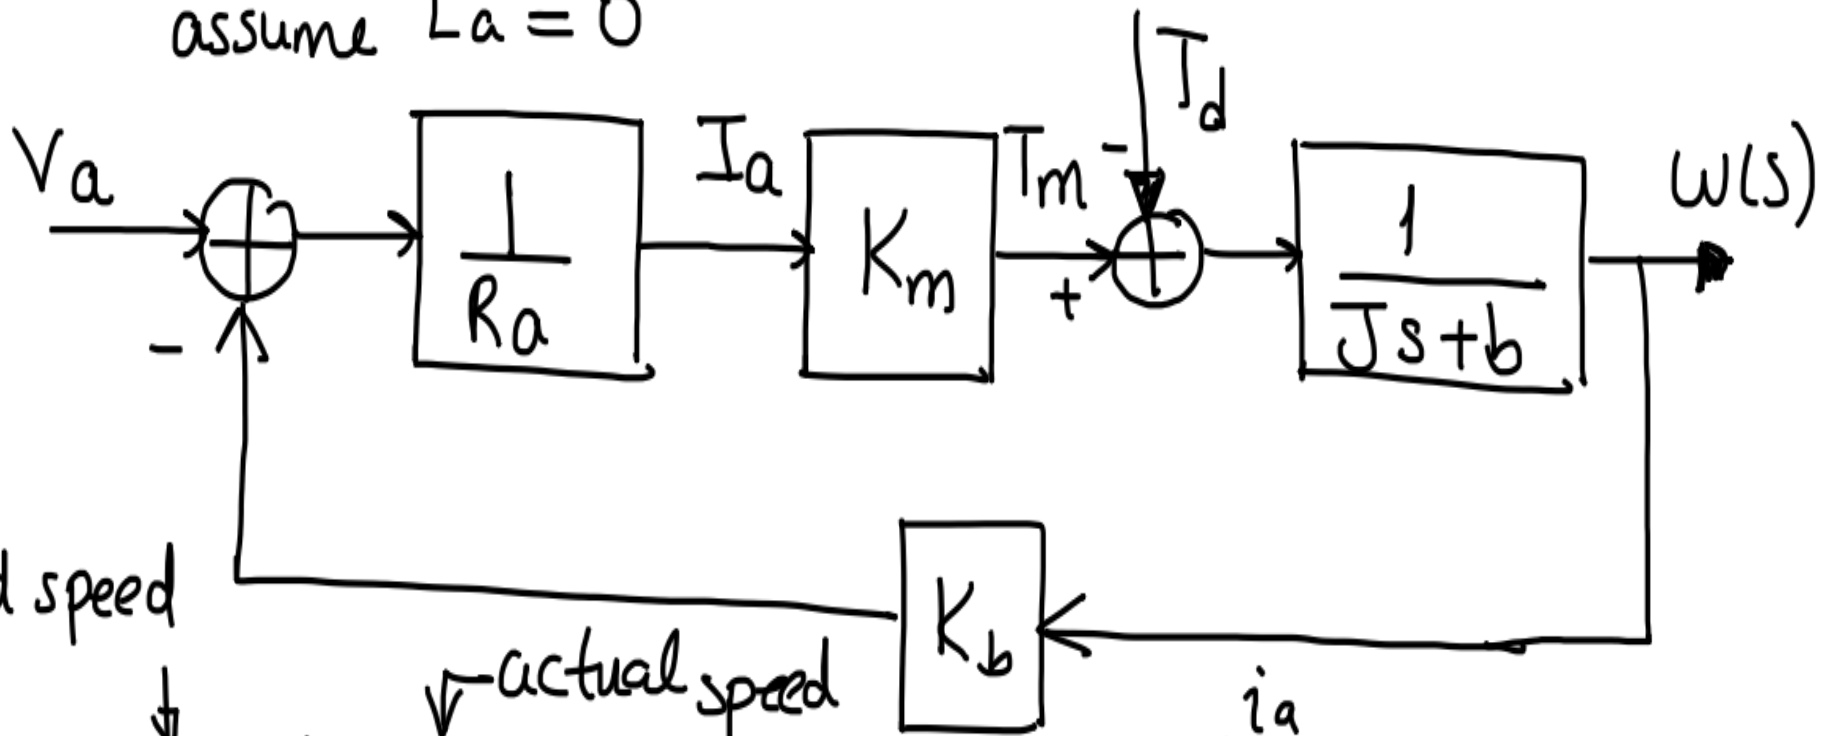 assume La = 0
Va
-
1/Ra
Ia
Km
Tm
+
-
Td
1/(Js+b)
ω(s)
Kb
d speed
actual speed
ia